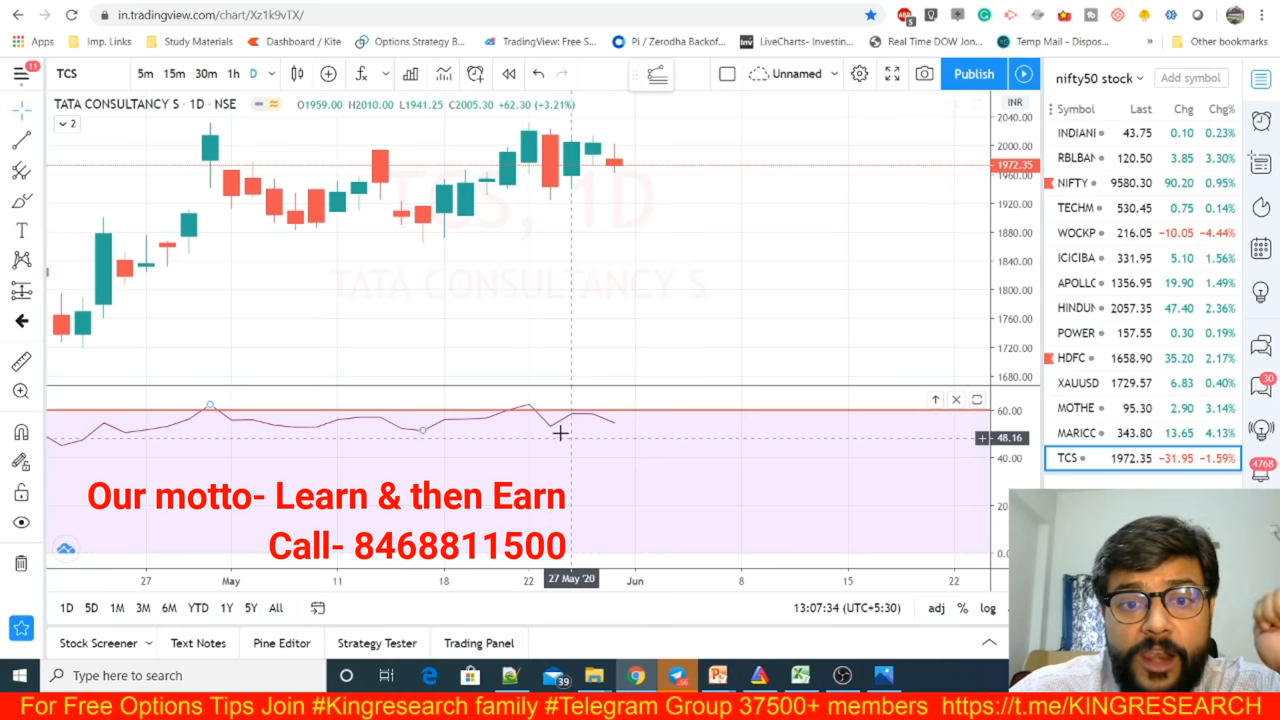 in.tradingview.com/chart/Xz1k9vTX/
Apps Imp. Links Study Materials Dashboard / Kite Options Strategy B... TradingView: Free S... Pi / Zerodha Backof... LiveCharts- Investin... Real Time DOW Jon... Temp Mail - Dispos... » Other bookmarks
11 TCS 5m 15m 30m 1h D Unnamed Publish nifty50 stock Add symbol
TATA CONSULTANCY S · 1D · NSE O1959.00 H2010.00 L1941.25 C2005.30 +62.30 (+3.21%) INR
2
Symbol Last Chg Chg%
INDIANI 43.75 0.10 0.23%
RBLBAN 120.50 3.85 3.30%
NIFTY 9580.30 90.20 0.95%
TECHM 530.45 0.75 0.14%
WOCKP 216.05 −10.05 −4.44%
ICICIBA 331.95 5.10 1.56%
APOLLC 1356.95 19.90 1.49%
HINDUN 2057.35 47.40 2.36%
POWER 157.55 0.30 0.19%
HDFC 1658.90 35.20 2.17%
XAUUSD 1729.57 6.83 0.40%
MOTHE 95.30 2.90 3.14%
MARICC 343.80 13.65 4.13%
TCS 1972.35 −31.95 −1.59%
2040.00
2000.00
1972.35
1960.00
1920.00
1880.00
1840.00
1800.00
1760.00
1720.00
1680.00
TCS, 1D
TATA CONSULTANCY S
60.00
48.16
40.00
20
0.0
30
4768
Our motto- Learn & then Earn
Call- 8468811500
27 May 11 18 22 27 May '20 Jun 8 15 22
1D 5D 1M 3M 6M YTD 1Y 5Y All 13:07:34 (UTC+5:30) adj % log
Stock Screener Text Notes Pine Editor Strategy Tester Trading Panel
Type here to search 39
For Free Options Tips Join #Kingresearch family #Telegram Group 37500+ members https://t.me/KINGRESEARCH